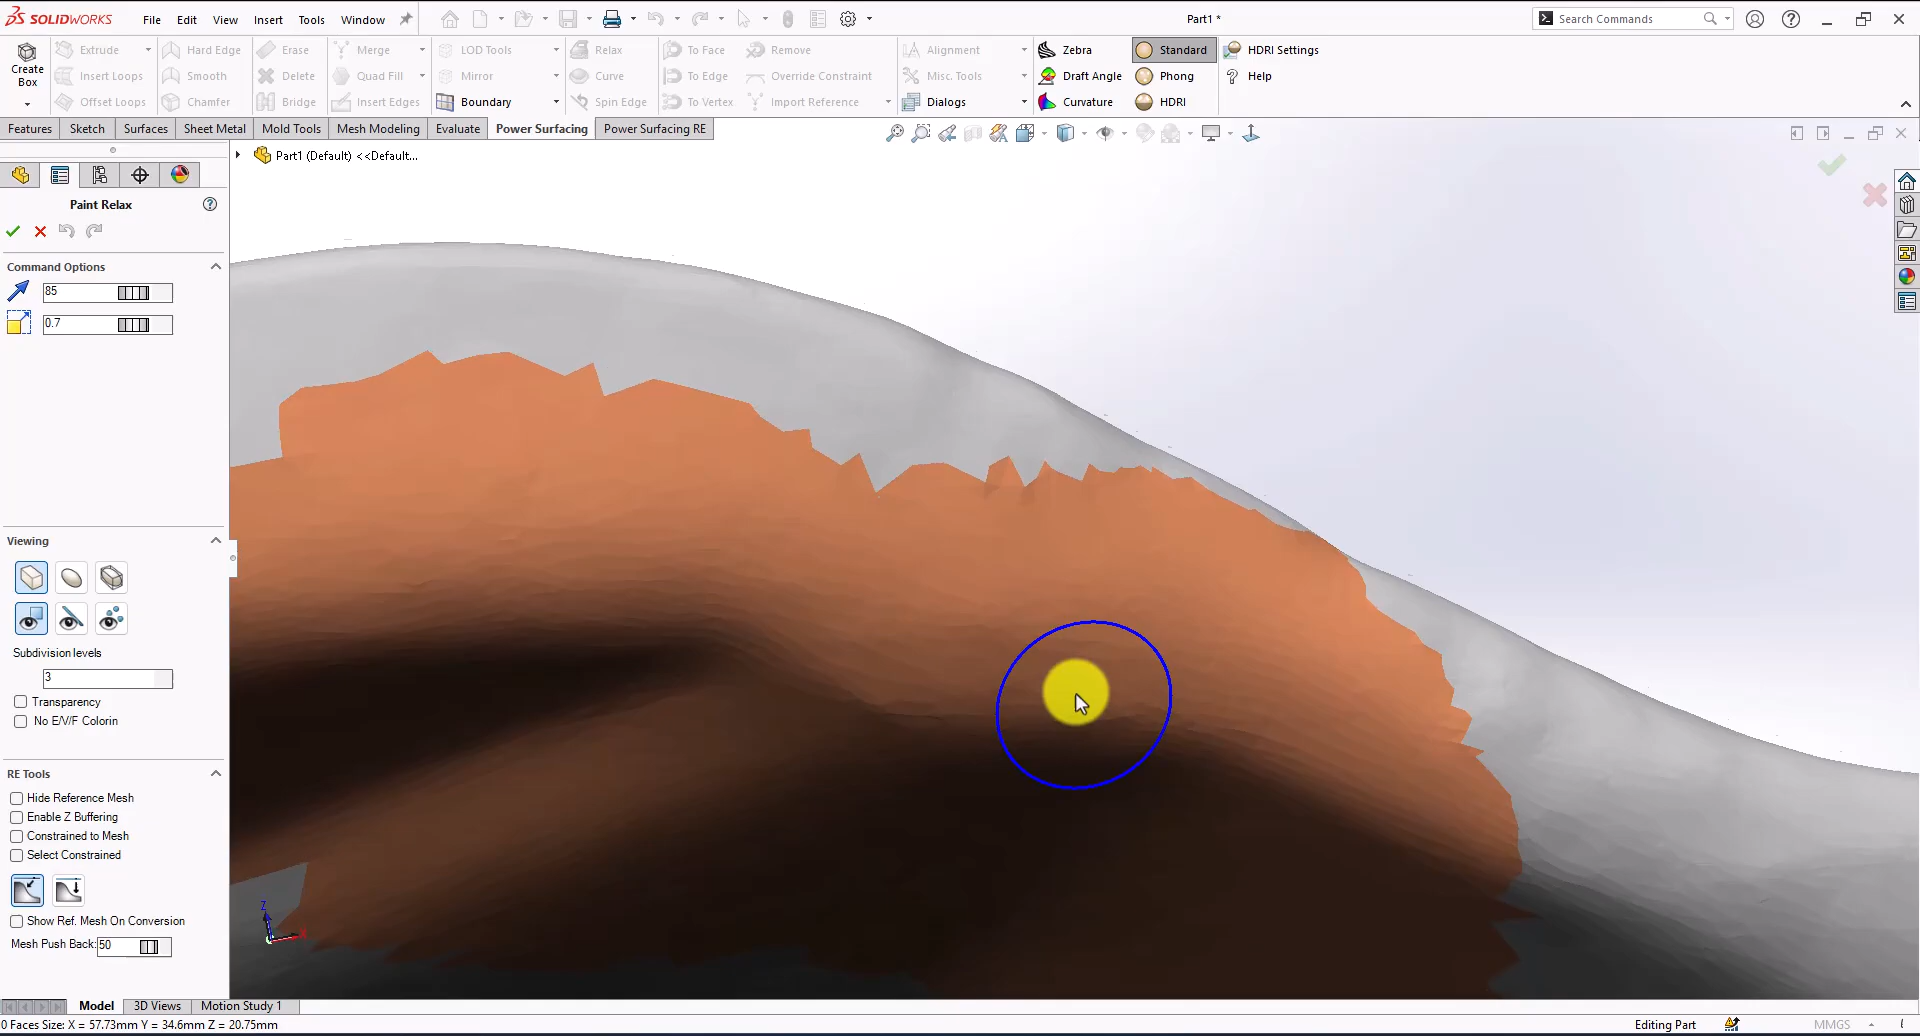 SOLIDWORKS File Edit View Insert Tools Window Part1 * Search Commands
Create Box
Extrude Hard Edge Erase Merge LOD Tools Relax To Face Remove Alignment Zebra Standard HDRI Settings
Insert Loops Smooth Delete Quad Fill Mirror Curve To Edge Override Constraint Misc. Tools Draft Angle Phong Help
Offset Loops Chamfer Bridge Insert Edges Boundary Spin Edge To Vertex Import Reference Dialogs Curvature HDRI
Features Sketch Surfaces Sheet Metal Mold Tools Mesh Modeling Evaluate Power Surfacing Power Surfacing RE
Part1 (Default) <<Default...
Paint Relax
Command Options
85
0.7
Viewing
Subdivision levels
3
Transparency
No E/V/F Colorin
RE Tools
Hide Reference Mesh
Enable Z Buffering
Constrained to Mesh
Select Constrained
Show Ref. Mesh On Conversion
Mesh Push Back: 50
Z
X
Model 3D Views Motion Study 1
0 Faces Size: X = 57.73mm Y = 34.6mm Z = 20.75mm Editing Part MMGS